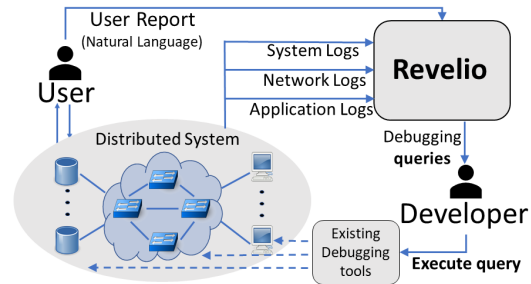 User Report
(Natural Language)
System Logs
Network Logs
Application Logs
Revelio
User
Debugging
queries
Distributed System
Developer
Existing
Debugging
tools
Execute query